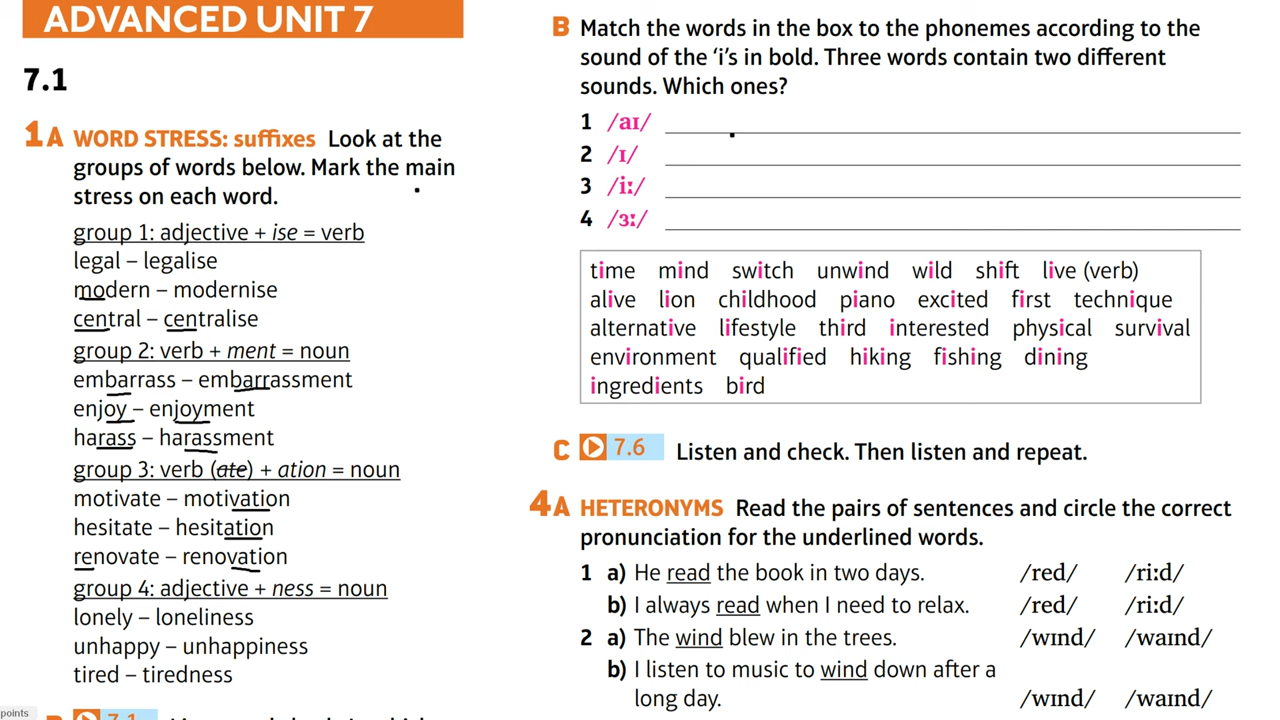 ADVANCED UNIT 7
7.1
1 A WORD STRESS: suffixes Look at the
groups of words below. Mark the main
stress on each word.
group 1: adjective + ise = verb
legal – legalise
modern – modernise
central – centralise
group 2: verb + ment = noun
embarrass – embarrassment
enjoy – enjoyment
harass – harassment
group 3: verb (ate) + ation = noun
motivate – motivation
hesitate – hesitation
renovate – renovation
group 4: adjective + ness = noun
lonely – loneliness
unhappy – unhappiness
tired – tiredness
points
7.1
B Match the words in the box to the phonemes according to the
sound of the ‘i’s in bold. Three words contain two different
sounds. Which ones?
1 /aɪ/
2 /ɪ/
3 /iː/
4 /ɜː/
time mind switch unwind wild shift live (verb)
alive lion childhood piano excited first technique
alternative lifestyle third interested physical survival
environment qualified hiking fishing dining
ingredients bird
C 7.6 Listen and check. Then listen and repeat.
4 A HETERONYMS Read the pairs of sentences and circle the correct
pronunciation for the underlined words.
1 a) He read the book in two days. /red/ /riːd/
b) I always read when I need to relax. /red/ /riːd/
2 a) The wind blew in the trees. /wɪnd/ /waɪnd/
b) I listen to music to wind down after a
long day. /wɪnd/ /waɪnd/